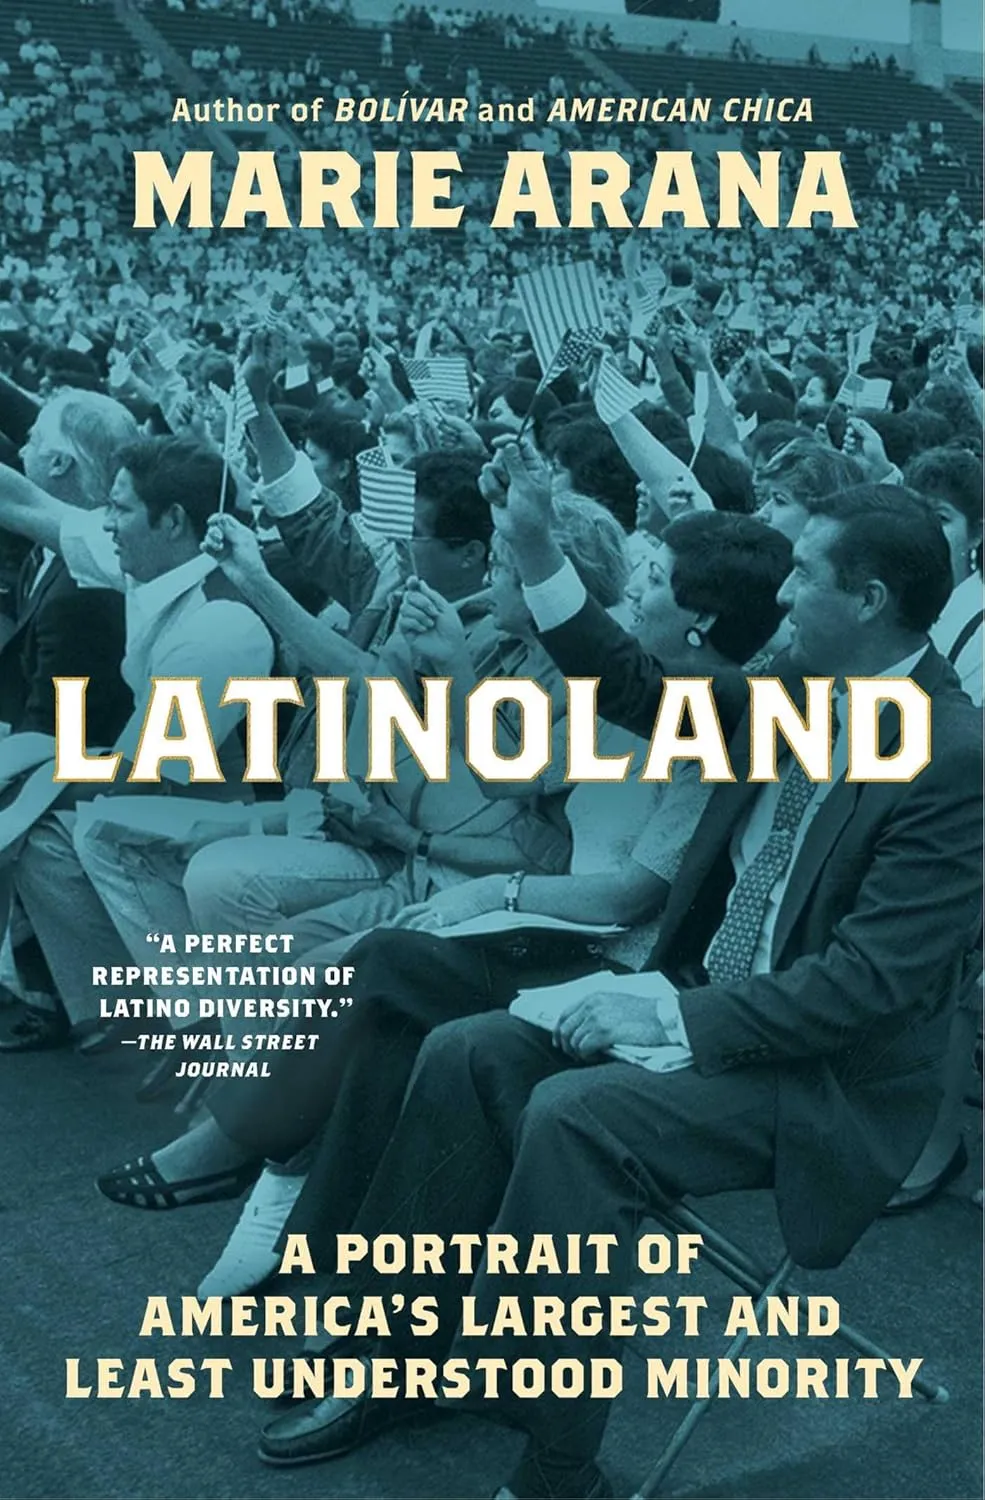 Author of BOLÍVAR and AMERICAN CHICA
MARIE ARANA
LATINOLAND
“A PERFECT
REPRESENTATION OF
LATINO DIVERSITY.”
—THE WALL STREET
JOURNAL
A PORTRAIT OF
AMERICA’S LARGEST AND
LEAST UNDERSTOOD MINORITY